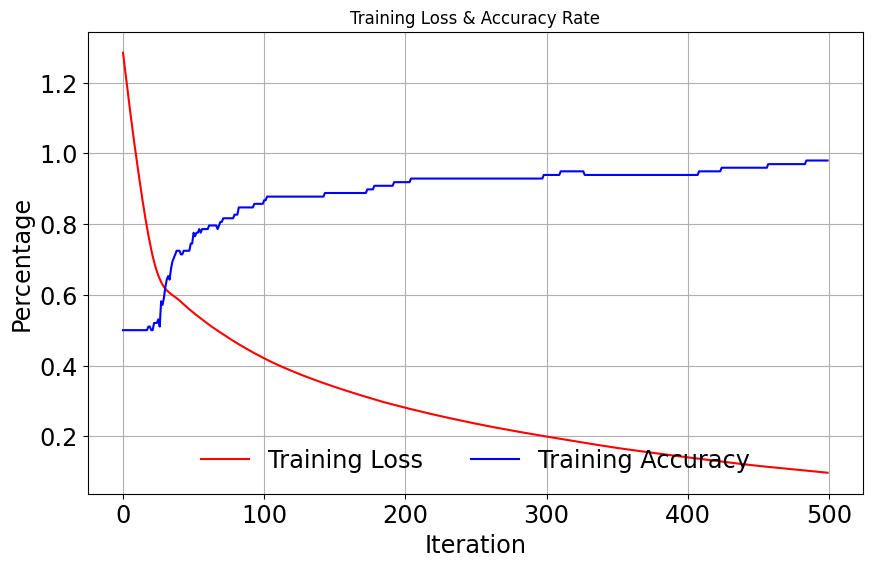 Training Loss & Accuracy Rate
Percentage
1.2
1.0
0.8
0.6
0.4
0.2
Training Loss Training Accuracy
0 100 200 300 400 500
Iteration